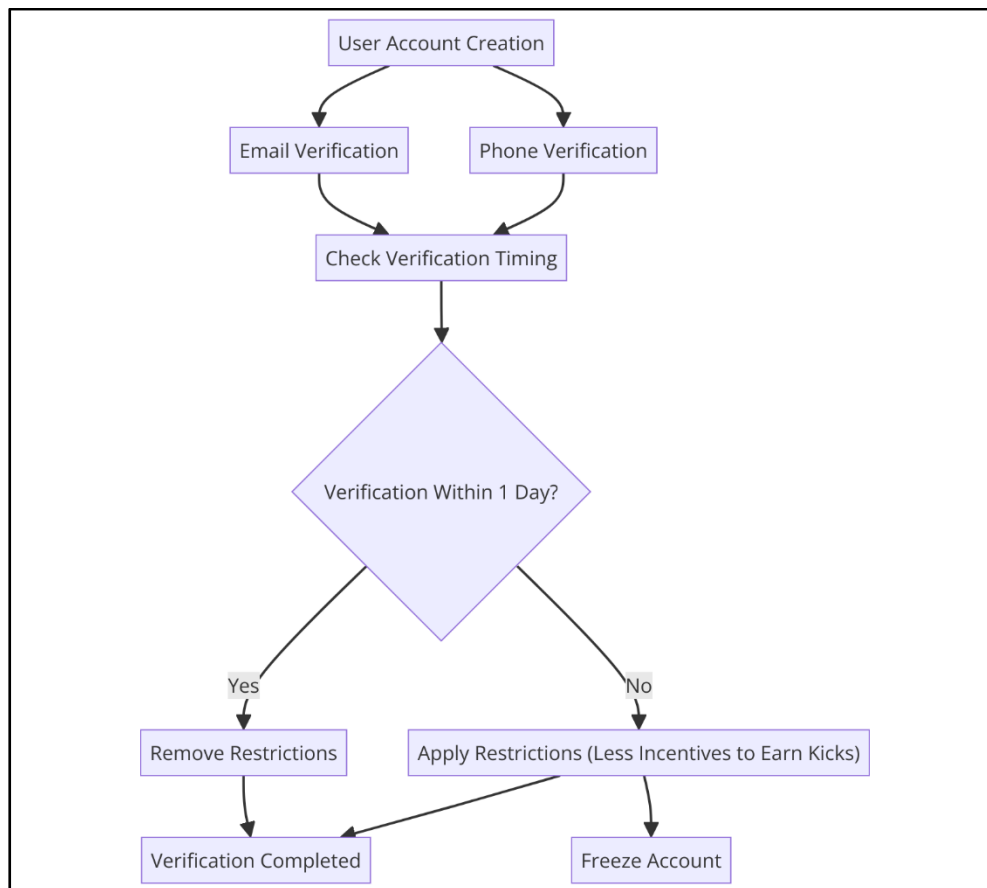 User Account Creation
Email Verification
Phone Verification
Check Verification Timing
Verification Within 1 Day?
Yes
No
Remove Restrictions
Apply Restrictions (Less Incentives to Earn Kicks)
Verification Completed
Freeze Account